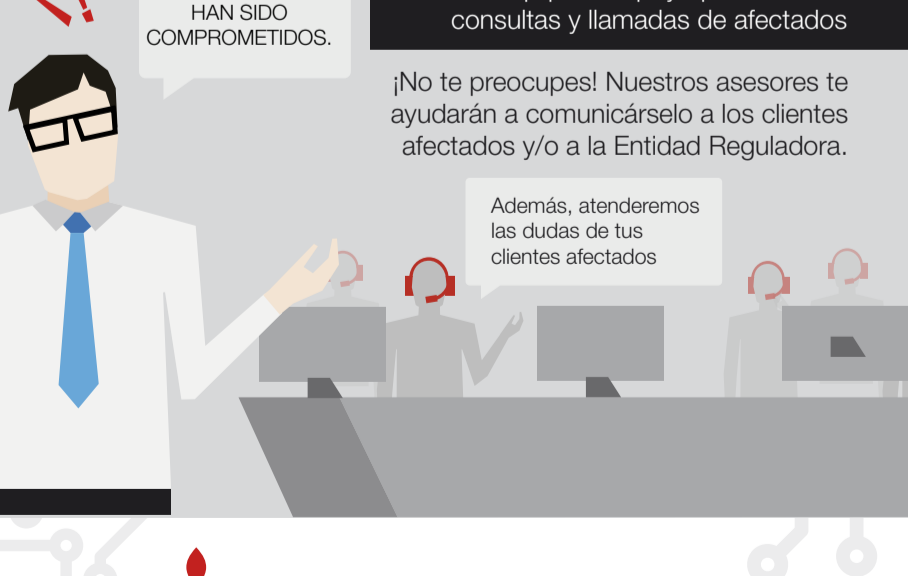 HAN SIDO
COMPROMETIDOS.
consultas y llamadas de afectados
¡No te preocupes! Nuestros asesores te
ayudarán a comunicárselo a los clientes
afectados y/o a la Entidad Reguladora.
Además, atenderemos
las dudas de tus
clientes afectados